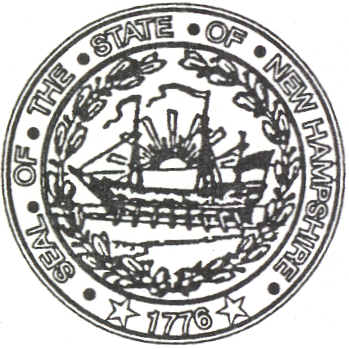 SEAL • OF • THE • STATE • OF • NEW HAMPSHIRE •
1776